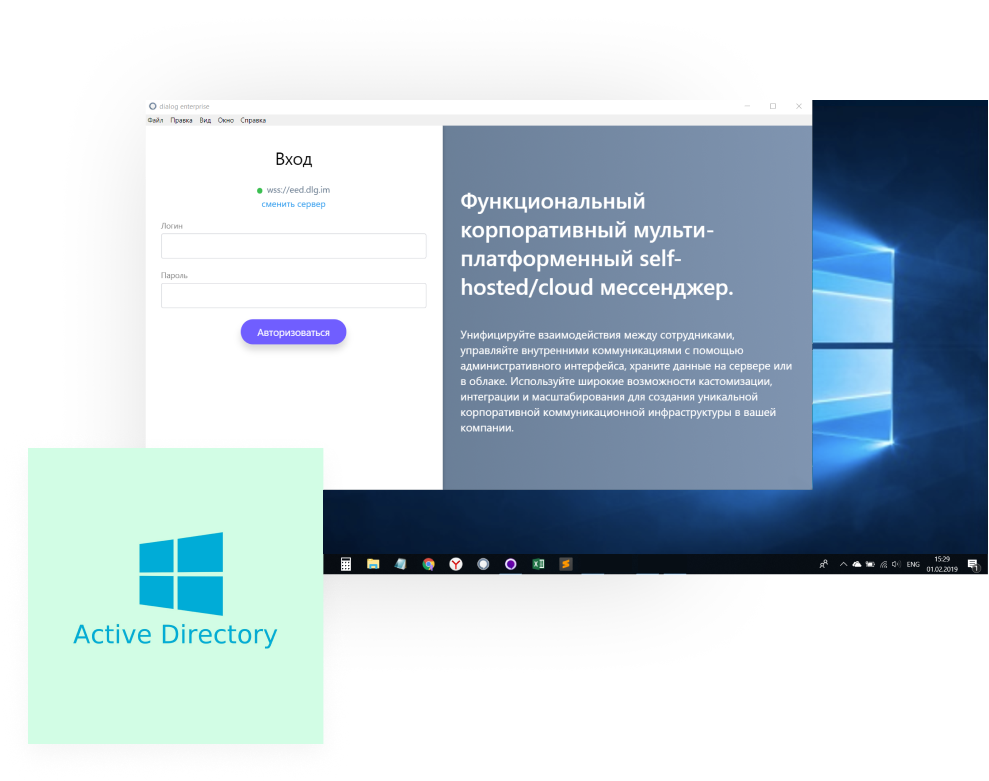 dialog enterprise
Файл Правка Вид Окно Справка
Вход
wss://eed.dlg.im
сменить сервер
Логин
Пароль
Авторизоваться
Функциональный
корпоративный мульти-
платформенный self-
hosted/cloud мессенджер.
Унифицируйте взаимодействия между сотрудниками,
управляйте внутренними коммуникациями с помощью
административного интерфейса, храните данные на сервере или
в облаке. Используйте широкие возможности кастомизации,
интеграции и масштабирования для создания уникальной
корпоративной коммуникационной инфраструктуры в вашей
компании.
ENG
15:29
01.02.2019
1
Active Directory